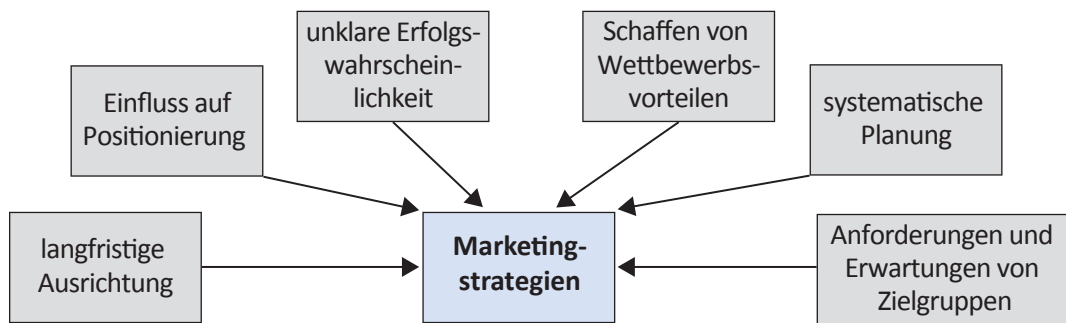 langfristige
Ausrichtung
Einfluss auf
Positionierung
unklare Erfolgs-
wahrschein-
lichkeit
Schaffen von
Wettbewerbs-
vorteilen
systematische
Planung
Anforderungen und
Erwartungen von
Zielgruppen
Marketing-
strategien